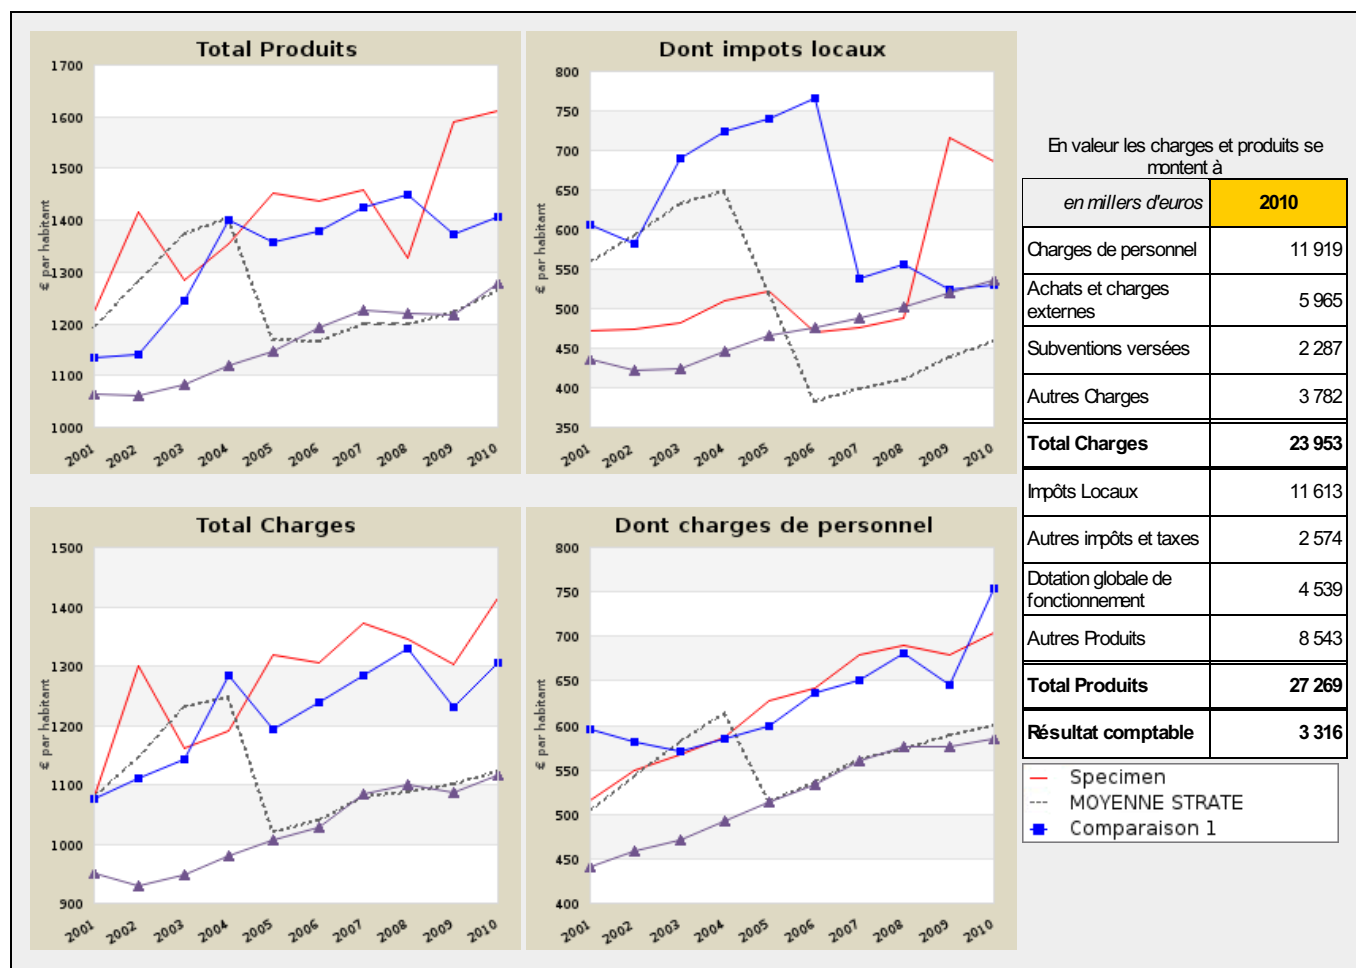 Total Produits
1700
1600
1500
1400
1300
1200
1100
1000
€ par habitant
2001 2002 2003 2004 2005 2006 2007 2008 2009 2010
Dont impots locaux
800
750
700
650
600
550
500
450
400
350
€ par habitant
2001 2002 2003 2004 2005 2006 2007 2008 2009 2010
Total Charges
1500
1400
1300
1200
1100
1000
900
€ par habitant
2001 2002 2003 2004 2005 2006 2007 2008 2009 2010
Dont charges de personnel
800
750
700
650
600
550
500
450
400
€ par habitant
2001 2002 2003 2004 2005 2006 2007 2008 2009 2010
En valeur les charges et produits se
montent à
en millers d'euros 2010
Charges de personnel 11 919
Achats et charges
externes 5 965
Subventions versées 2 287
Autres Charges 3 782
Total Charges 23 953
Impôts Locaux 11 613
Autres impôts et taxes 2 574
Dotation globale de
fonctionnement 4 539
Autres Produits 8 543
Total Produits 27 269
Résultat comptable 3 316
Specimen
MOYENNE STRATE
Comparaison 1